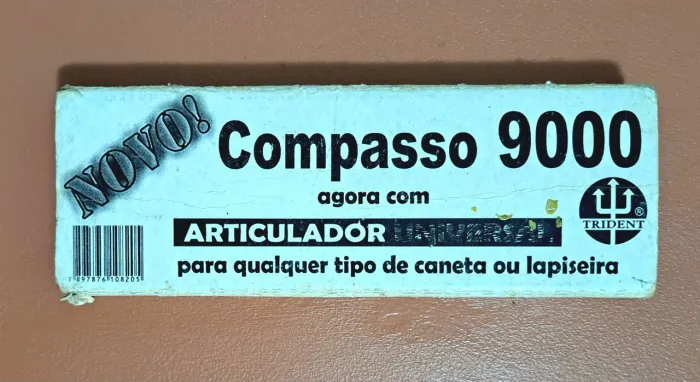 NOVO!
Compasso 9000
agora com
ARTICULADOR UNIVERSAL
TRIDENT ®
para qualquer tipo de caneta ou lapiseira
7 897876 108205